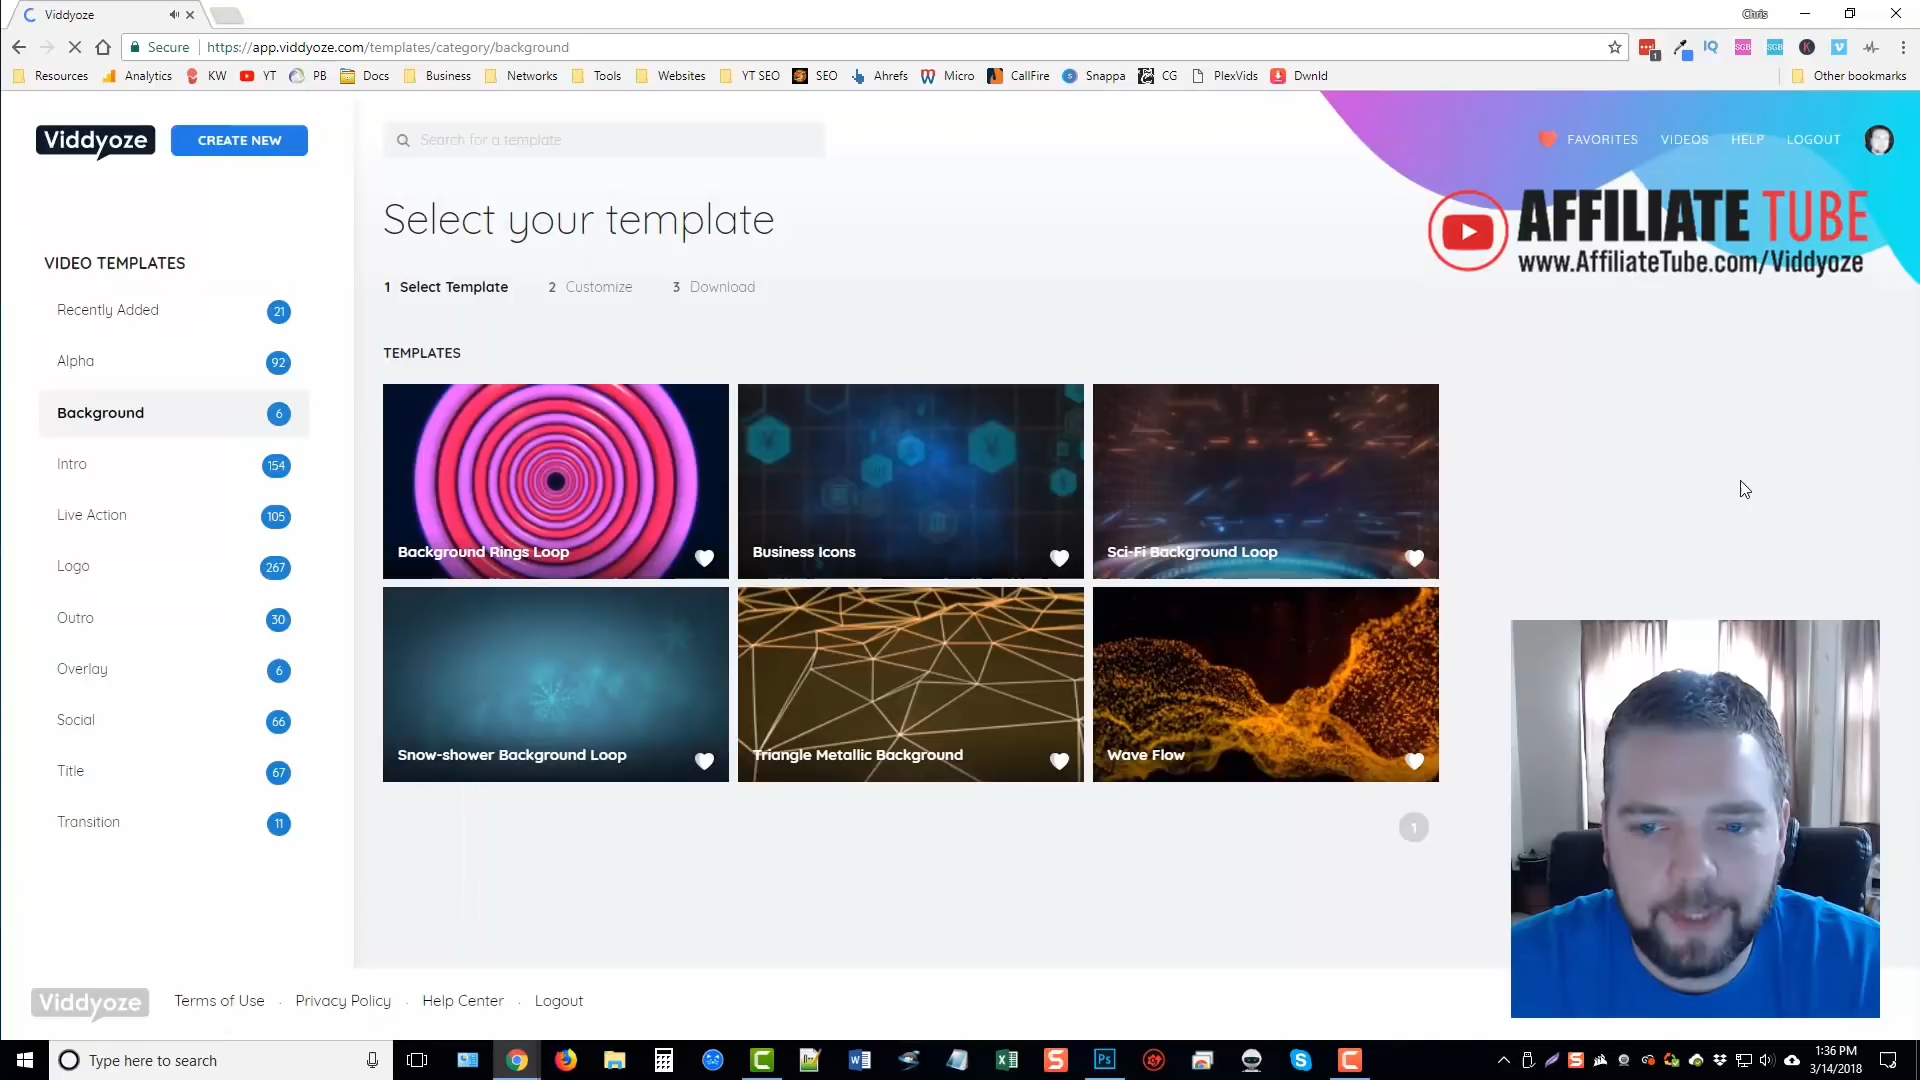 Viddyoze
Chris
Secure https://app.viddyoze.com/templates/category/background
Resources Analytics KW YT PB Docs Business Networks Tools Websites YT SEO SEO Ahrefs Micro CallFire Snappa CG PlexVids Dwnld Other bookmarks
Viddyoze CREATE NEW
Search for a template
FAVORITES VIDEOS HELP LOGOUT
AFFILIATE TUBE
www.AffiliateTube.com/Viddyoze
Select your template
1 Select Template 2 Customize 3 Download
VIDEO TEMPLATES
Recently Added 21
Alpha 92
Background 6
Intro 154
Live Action 105
Logo 267
Outro 30
Overlay 6
Social 66
Title 67
Transition 11
TEMPLATES
Background Rings Loop
Business Icons
Sci-Fi Background Loop
Snow-shower Background Loop
Triangle Metallic Background
Wave Flow
1
Viddyoze Terms of Use · Privacy Policy · Help Center · Logout
Type here to search
1:36 PM
3/14/2018